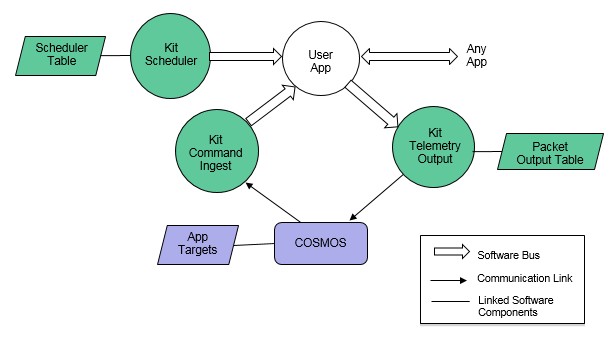 Scheduler
Table
Kit
Scheduler
User
App
Any
App
Kit
Command
Ingest
Kit
Telemetry
Output
Packet
Output Table
App
Targets
COSMOS
Software Bus
Communication Link
Linked Software
Components